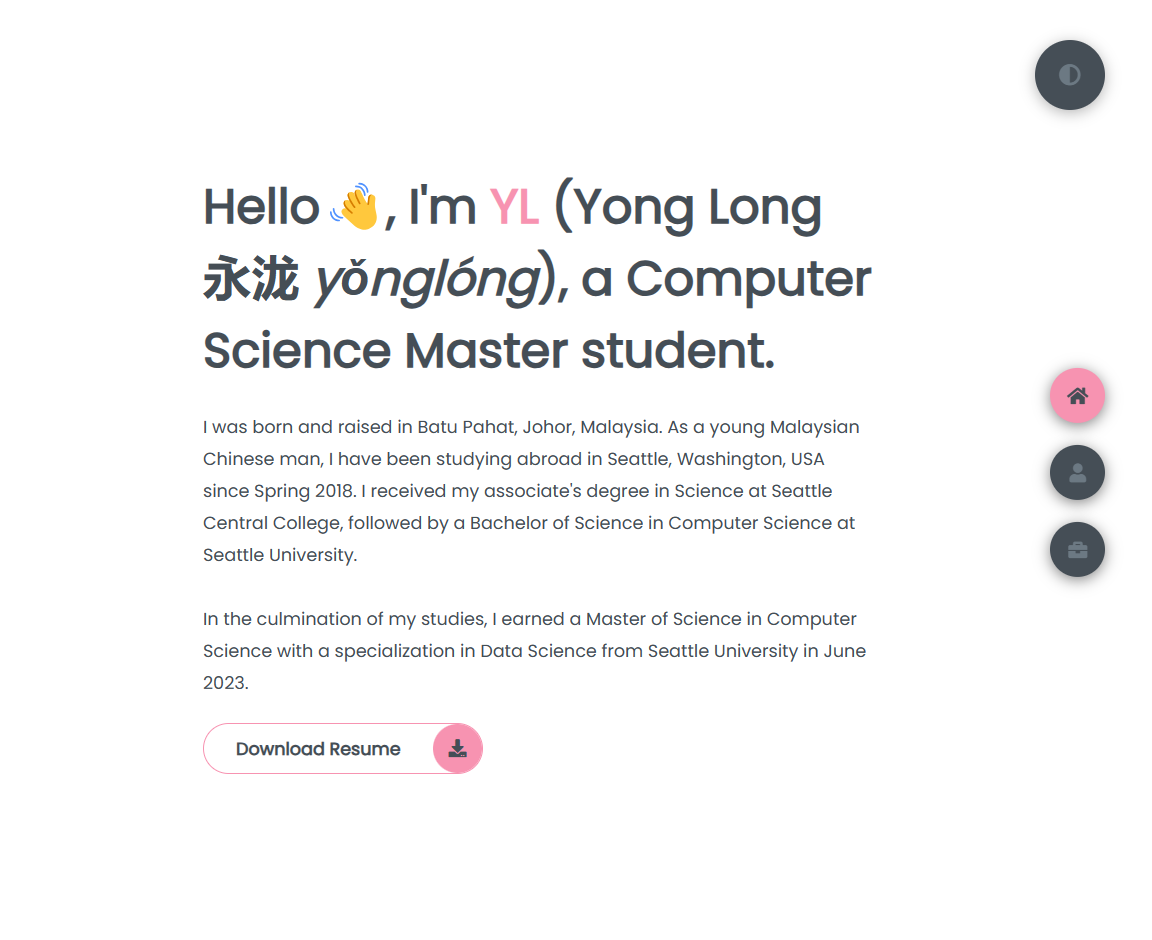 Hello 👋, I'm YL (Yong Long
永泷 yǒnglóng), a Computer
Science Master student.
I was born and raised in Batu Pahat, Johor, Malaysia. As a young Malaysian
Chinese man, I have been studying abroad in Seattle, Washington, USA
since Spring 2018. I received my associate's degree in Science at Seattle
Central College, followed by a Bachelor of Science in Computer Science at
Seattle University.
In the culmination of my studies, I earned a Master of Science in Computer
Science with a specialization in Data Science from Seattle University in June
2023.
Download Resume